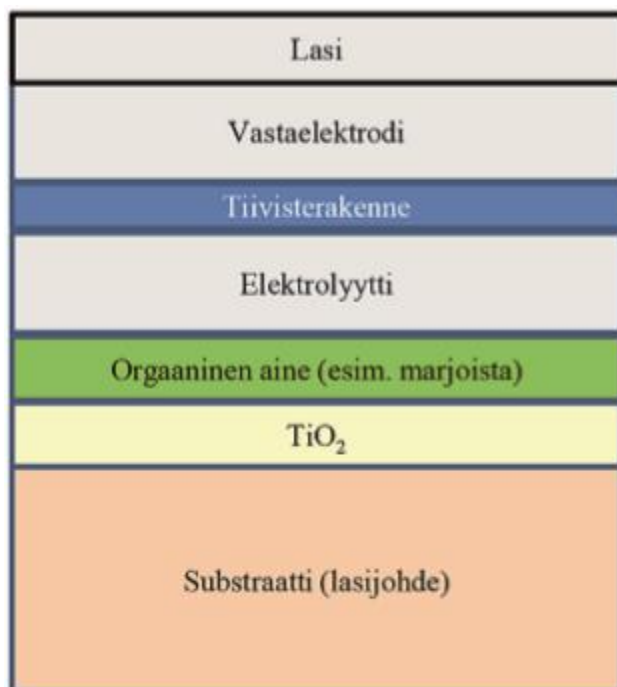 Lasi
Vastaelektrodi
Tiivisterakenne
Elektrolyytti
Orgaaninen aine (esim. marjoista)
TiO₂
Substraatti (lasijohde)